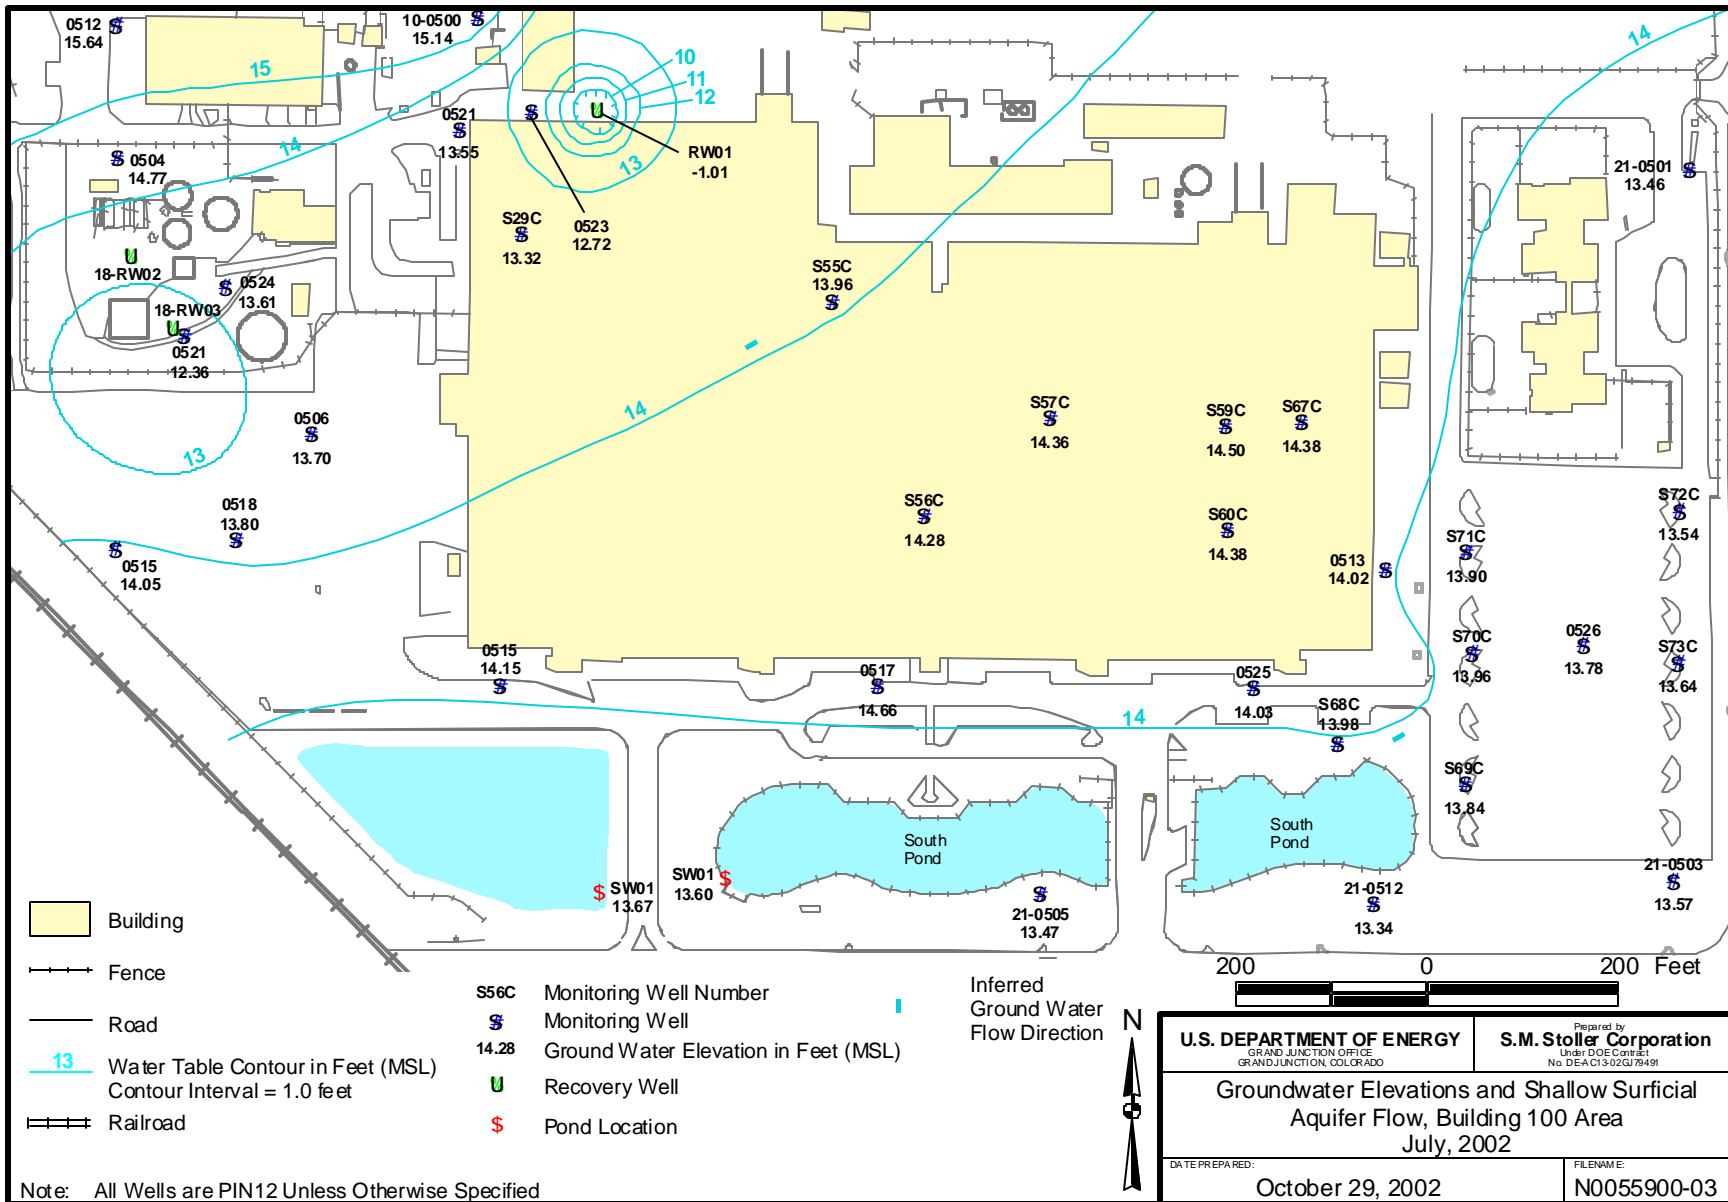 0512
15.64
10-0500
15.14
15
14
10
11
12
14
0521
13.55
13
RW01
-1.01
0504
14.77
21-0501
13.46
S29C
13.32
0523
12.72
18-RW02
0524
13.61
S55C
13.96
18-RW03
0521
12.36
14
S57C
14.36
S59C
14.50
S67C
14.38
0506
13.70
13
0518
13.80
S56C
14.28
S60C
14.38
S72C
13.54
S71C
13.90
0515
14.05
0513
14.02
0515
14.15
0517
14.66
0525
14.03
S70C
13.96
0526
13.78
S73C
13.64
14
S68C
13.98
S69C
13.84
South
Pond
South
Pond
SW01
13.67
SW01
13.60
21-0505
13.47
21-0512
13.34
21-0503
13.57
Building
Fence
Road
13
Water Table Contour in Feet (MSL)
Contour Interval = 1.0 feet
Railroad
S56C Monitoring Well Number
Monitoring Well
14.28 Ground Water Elevation in Feet (MSL)
Recovery Well
$ Pond Location
Inferred
Ground Water
Flow Direction
N
200 0 200 Feet
U.S. DEPARTMENT OF ENERGY
GRAND JUNCTION OFFICE
GRAND JUNCTION, COLORADO
Prepared by
S.M. Stoller Corporation
Under DOE Contract
No. DE-AC13-02GJ79491
Groundwater Elevations and Shallow Surficial
Aquifer Flow, Building 100 Area
July, 2002
DATE PREPARED:
October 29, 2002
FILENAME:
N0055900-03
Note: All Wells are PIN12 Unless Otherwise Specified